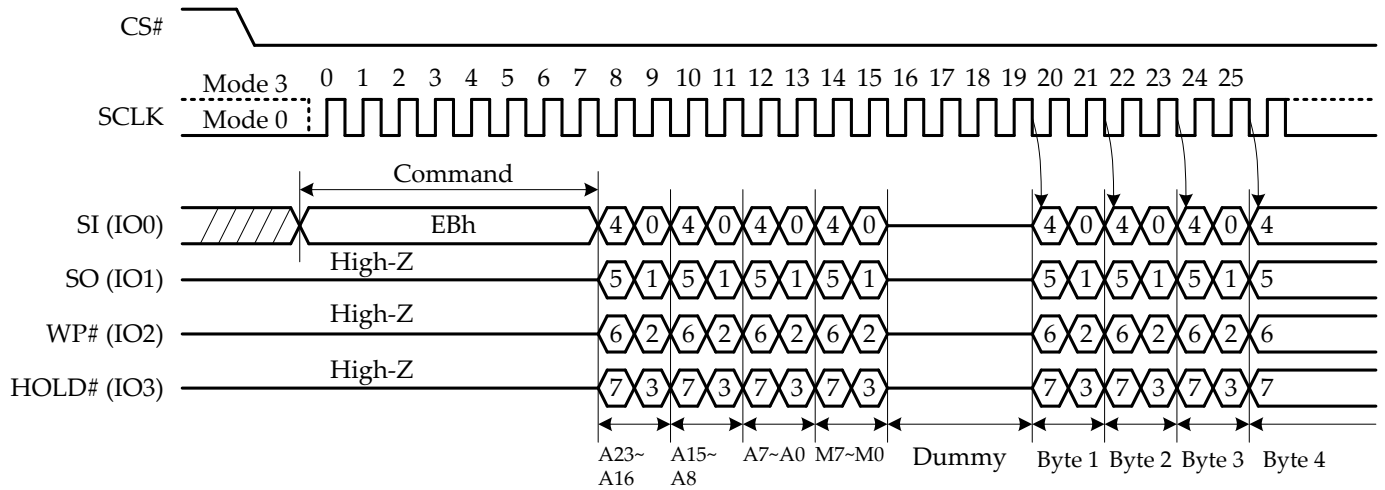 CS#
0 1 2 3 4 5 6 7 8 9 10 11 12 13 14 15 16 17 18 19 20 21 22 23 24 25
Mode 3
SCLK
Mode 0
Command
SI (IO0) EBh 4 0 4 0 4 0 4 0 4 0 4 0 4 0 4
High-Z
SO (IO1) 5 1 5 1 5 1 5 1 5 1 5 1 5 1 5
High-Z
WP# (IO2) 6 2 6 2 6 2 6 2 6 2 6 2 6 2 6
High-Z
HOLD# (IO3) 7 3 7 3 7 3 7 3 7 3 7 3 7 3 7
A23~ A15~ A7~A0 M7~M0 Dummy Byte 1 Byte 2 Byte 3 Byte 4
A16 A8